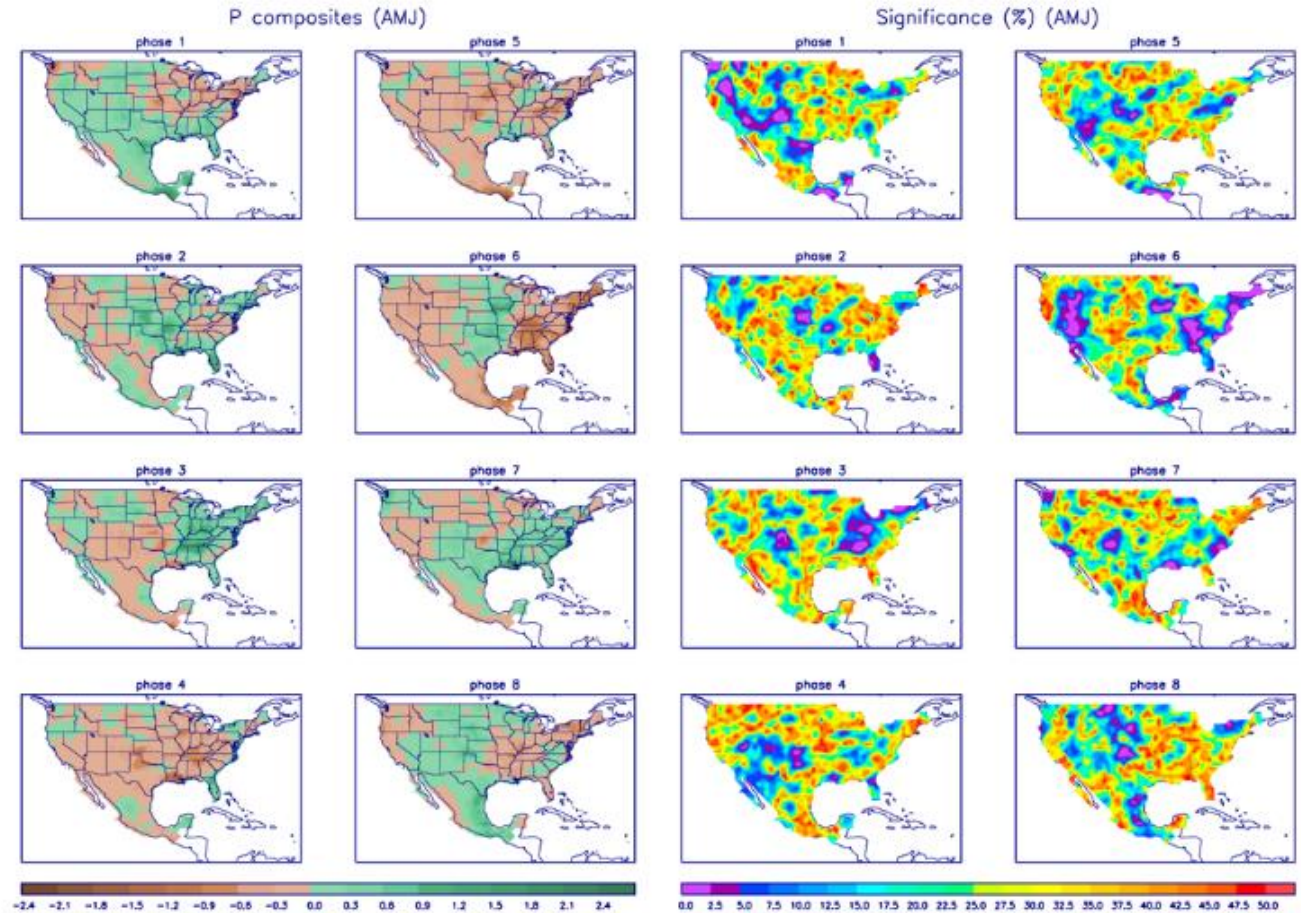 P composites (AMJ)
Significance (%) (AMJ)
phase 1
phase 5
phase 1
phase 5
phase 2
phase 6
phase 2
phase 6
phase 3
phase 7
phase 3
phase 7
phase 4
phase 8
phase 4
phase 8
-2.4 -2.1 -1.8 -1.5 -1.2 -0.9 -0.6 -0.3 0.0 0.3 0.6 0.9 1.2 1.5 1.8 2.1 2.4
0.0 2.5 5.0 7.5 10.0 12.5 15.0 17.5 20.0 22.5 25.0 27.5 30.0 32.5 35.0 37.5 40.0 42.5 45.0 47.5 50.0